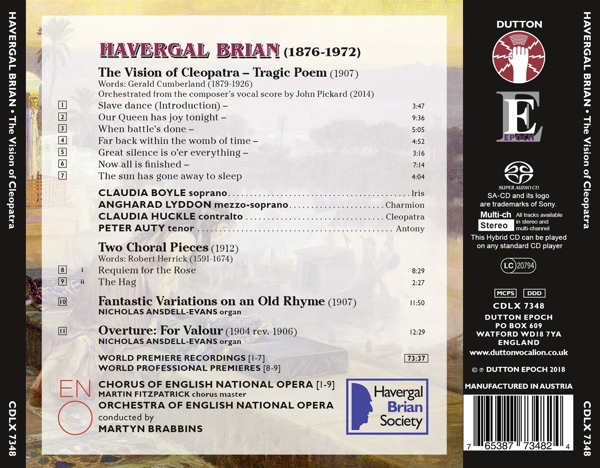 HAVERGAL BRIAN • The Vision of Cleopatra
CDLX 7348
HAVERGAL BRIAN (1876-1972)
The Vision of Cleopatra – Tragic Poem (1907)
Words: Gerald Cumberland (1879-1926)
Orchestrated from the composer's vocal score by John Pickard (2014)
1 Slave dance (Introduction) – 3:47
2 Our Queen has joy tonight – 9:36
3 When battle's done – 5:05
4 Far back within the womb of time – 4:52
5 Great silence is o'er everything – 3:16
6 Now all is finished – 7:14
7 The sun has gone away to sleep 4:04
CLAUDIA BOYLE soprano Iris
ANGHARAD LYDDON mezzo-soprano Charmion
CLAUDIA HUCKLE contralto Cleopatra
PETER AUTY tenor Antony
Two Choral Pieces (1912)
Words: Robert Herrick (1591-1674)
8 i Requiem for the Rose 8:29
9 ii The Hag 2:27
10 Fantastic Variations on an Old Rhyme (1907) 11:50
NICHOLAS ANSDELL-EVANS organ
11 Overture: For Valour (1904 rev. 1906) 12:29
NICHOLAS ANSDELL-EVANS organ
WORLD PREMIERE RECORDINGS [1-7] 73:37
WORLD PROFESSIONAL PREMIERES [8-9]
ENO
CHORUS OF ENGLISH NATIONAL OPERA [1-9]
MARTIN FITZPATRICK chorus master
ORCHESTRA OF ENGLISH NATIONAL OPERA
conducted by
MARTYN BRABBINS
Havergal
Brian
Society
DUTTON
E
EPOCH
SUPER AUDIO CD
SA-CD and its logo
are trademarks of Sony.
Multi-ch
Stereo
All tracks available
in stereo and
multi-channel
This Hybrid CD can be played
on any standard CD player
LC 20794
MCPS DDD
CDLX 7348
DUTTON EPOCH
PO BOX 609
WATFORD WD18 7YA
ENGLAND
www.duttonvocalion.co.uk
© ℗ DUTTON EPOCH 2018
MANUFACTURED IN AUSTRIA
7 65387 73482 4
HAVERGAL BRIAN • The Vision of Cleopatra
CDLX 7348